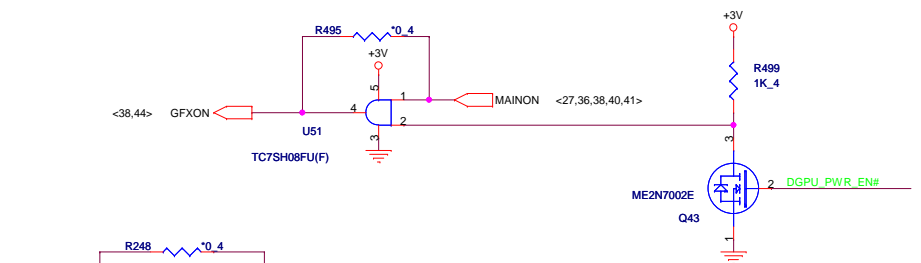 +3V
R495 *0_4
+3V
R499
1K_4
5
1
MAINON <27,36,38,40,41>
<38,44> GFXON
4
2
U51
3
3
TC7SH08FU(F)
2
DGPU_PWR_EN#
ME2N7002E
Q43
1
R248 *0_4